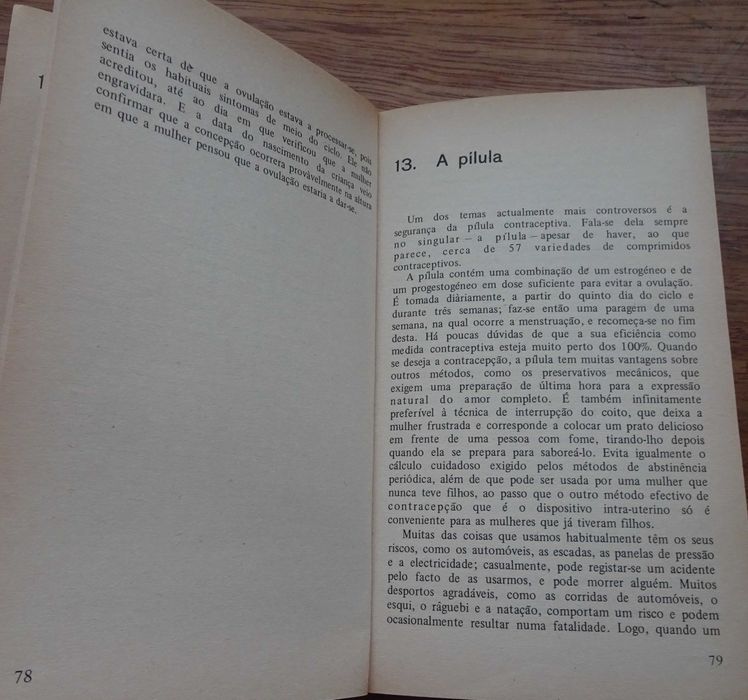 estava certa de que a ovulação estava a processar-se, pois
sentia os habituais sintomas de meio do ciclo. Ele não
acreditou, até ao dia em que verificou que a mulher
engravidara. E a data do nascimento da criança veio
confirmar que a concepção ocorrera provàvelmente na altura
em que a mulher pensou que a ovulação estaria a dar-se.
78
1
13. A pílula
Um dos temas actualmente mais controversos é a
segurança da pílula contraceptiva. Fala-se dela sempre
no singular — a pílula — apesar de haver, ao que
parece, cerca de 57 variedades de comprimidos
contraceptivos.
A pílula contém uma combinação de um estrogéneo e de
um progestogéneo em dose suficiente para evitar a ovulação.
É tomada diàriamente, a partir do quinto dia do ciclo e
durante três semanas; faz-se então uma paragem de uma
semana, na qual ocorre a menstruação, e recomeça-se no fim
desta. Há poucas dúvidas de que a sua eficiência como
medida contraceptiva esteja muito perto dos 100%. Quando
se deseja a contracepção, a pílula tem muitas vantagens sobre
outros métodos, como os preservativos mecânicos, que
exigem uma preparação de última hora para a expressão
natural do amor completo. É também infinitamente
preferível à técnica de interrupção do coito, que deixa a
mulher frustrada e corresponde a colocar um prato delicioso
em frente de uma pessoa com fome, tirando-lho depois
quando ela se prepara para saboreá-lo. Evita igualmente o
cálculo cuidadoso exigido pelos métodos de abstinência
periódica, além de que pode ser usada por uma mulher que
nunca teve filhos, ao passo que o outro método efectivo de
contracepção que é o dispositivo intra-uterino só é
conveniente para as mulheres que já tiveram filhos.
Muitas das coisas que usamos habitualmente têm os seus
riscos, como os automóveis, as escadas, as panelas de pressão
e a electricidade; casualmente, pode registar-se um acidente
pelo facto de as usarmos, e pode morrer alguém. Muitos
desportos agradáveis, como as corridas de automóveis, o
esqui, o râguebi e a natação, comportam um risco e podem
ocasionalmente resultar numa fatalidade. Logo, quando um
79